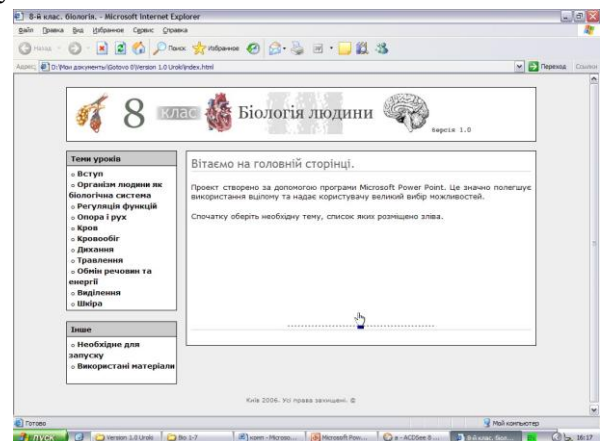 8-й клас. біологія. - Microsoft Internet Explorer
Файл Правка Вид Избранное Сервис Справка
Назад Поиск Избранное
Адрес: D:\Мои документы\Gotovo 0\Version 1.0 Urok\index.html Переход Ссылки
8 клас Біологія людини версія 1.0
Теми уроків
Вступ
Організм людини як
біологічна система
Регуляція функцій
Опора і рух
Кров
Кровообіг
Дихання
Травлення
Обмін речовин та
енергії
Виділення
Шкіра
Інше
Необхідне для
запуску
Використані матеріали
Вітаємо на головній сторінці.
Проект створено за допомогою програми Microsoft Power Point. Це значно полегшує
використання вцілому та надає користувачу великий вибір можливостей.
Спочатку оберіть необхідну тему, список яких розміщено зліва.
Київ 2006. Усі права захищені. ©
Готово Мой компьютер
пуск Version 1.0 Urok Bio 1-7 комп - Microso... Microsoft Pow... a - ACDSee 8 ... 8-й клас. біол... 16:17